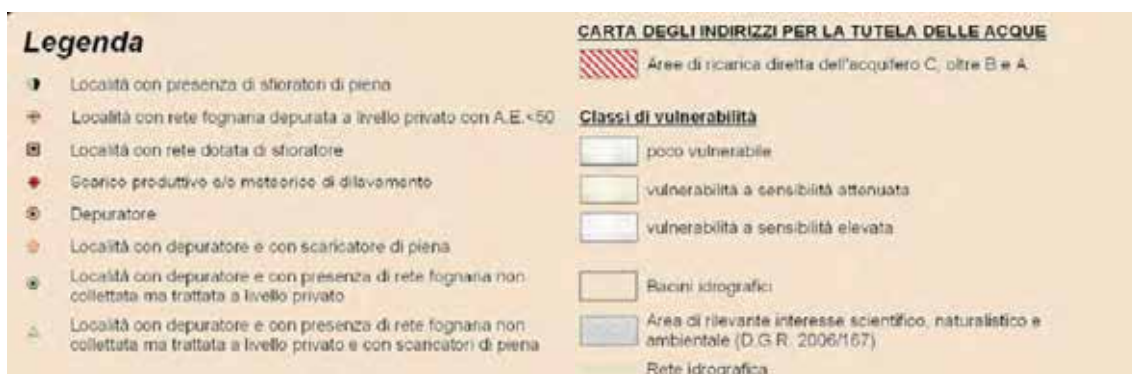 Legenda
Località con presenza di sfioratori di piena
Località con rete fognaria depurata a livello privato con A.E.<50
Località con rete dotata di sfioratore
Scarico produttivo e/o meteorico di dilavamento
Depuratore
Località con depuratore e con scaricatore di piena
Località con depuratore e con presenza di rete fognaria non
collettata ma trattata a livello privato
Località con depuratore e con presenza di rete fognaria non
collettata ma trattata a livello privato e con scaricatori di piena
CARTA DEGLI INDIRIZZI PER LA TUTELA DELLE ACQUE
Aree di ricarica diretta dell'acquifero C, oltre B e A
Classi di vulnerabilità
poco vulnerabile
vulnerabilità a sensibilità attenuata
vulnerabilità a sensibilità elevata
Bacini idrografici
Area di rilevante interesse scientifico, naturalistico e
ambientale (D.G.R. 2006/167)
Rete idrografica